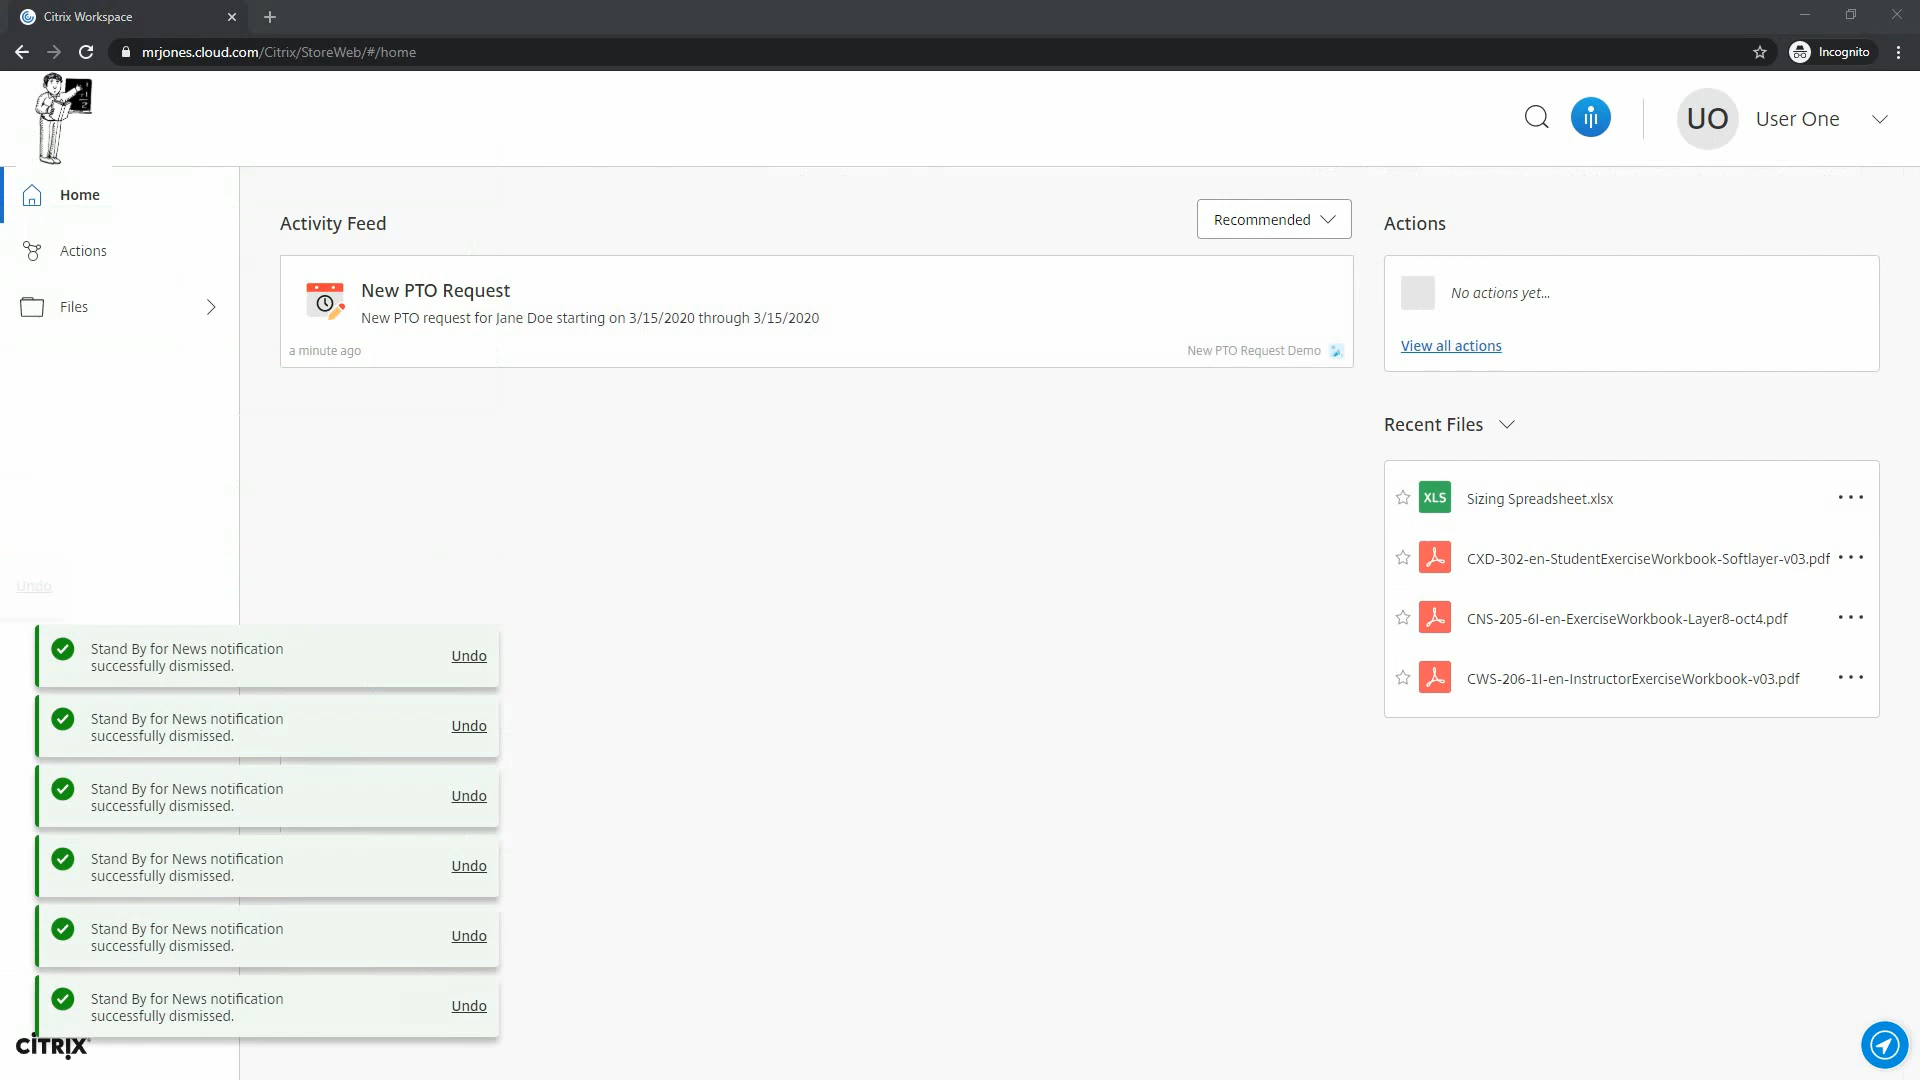 Citrix Workspace
mrjones.cloud.com/Citrix/StoreWeb/#/home
Incognito
UO
User One
Home
Actions
Files
Activity Feed
Recommended
New PTO Request
New PTO request for Jane Doe starting on 3/15/2020 through 3/15/2020
a minute ago
New PTO Request Demo
Actions
No actions yet...
View all actions
Recent Files
XLS
Sizing Spreadsheet.xlsx
CXD-302-en-StudentExerciseWorkbook-Softlayer-v03.pdf
CNS-205-6I-en-ExerciseWorkbook-Layer8-oct4.pdf
CWS-206-1I-en-InstructorExerciseWorkbook-v03.pdf
Undo
Stand By for News notification
successfully dismissed.
Undo
Stand By for News notification
successfully dismissed.
Undo
Stand By for News notification
successfully dismissed.
Undo
Stand By for News notification
successfully dismissed.
Undo
Stand By for News notification
successfully dismissed.
Undo
Stand By for News notification
successfully dismissed.
Undo
CITRIX